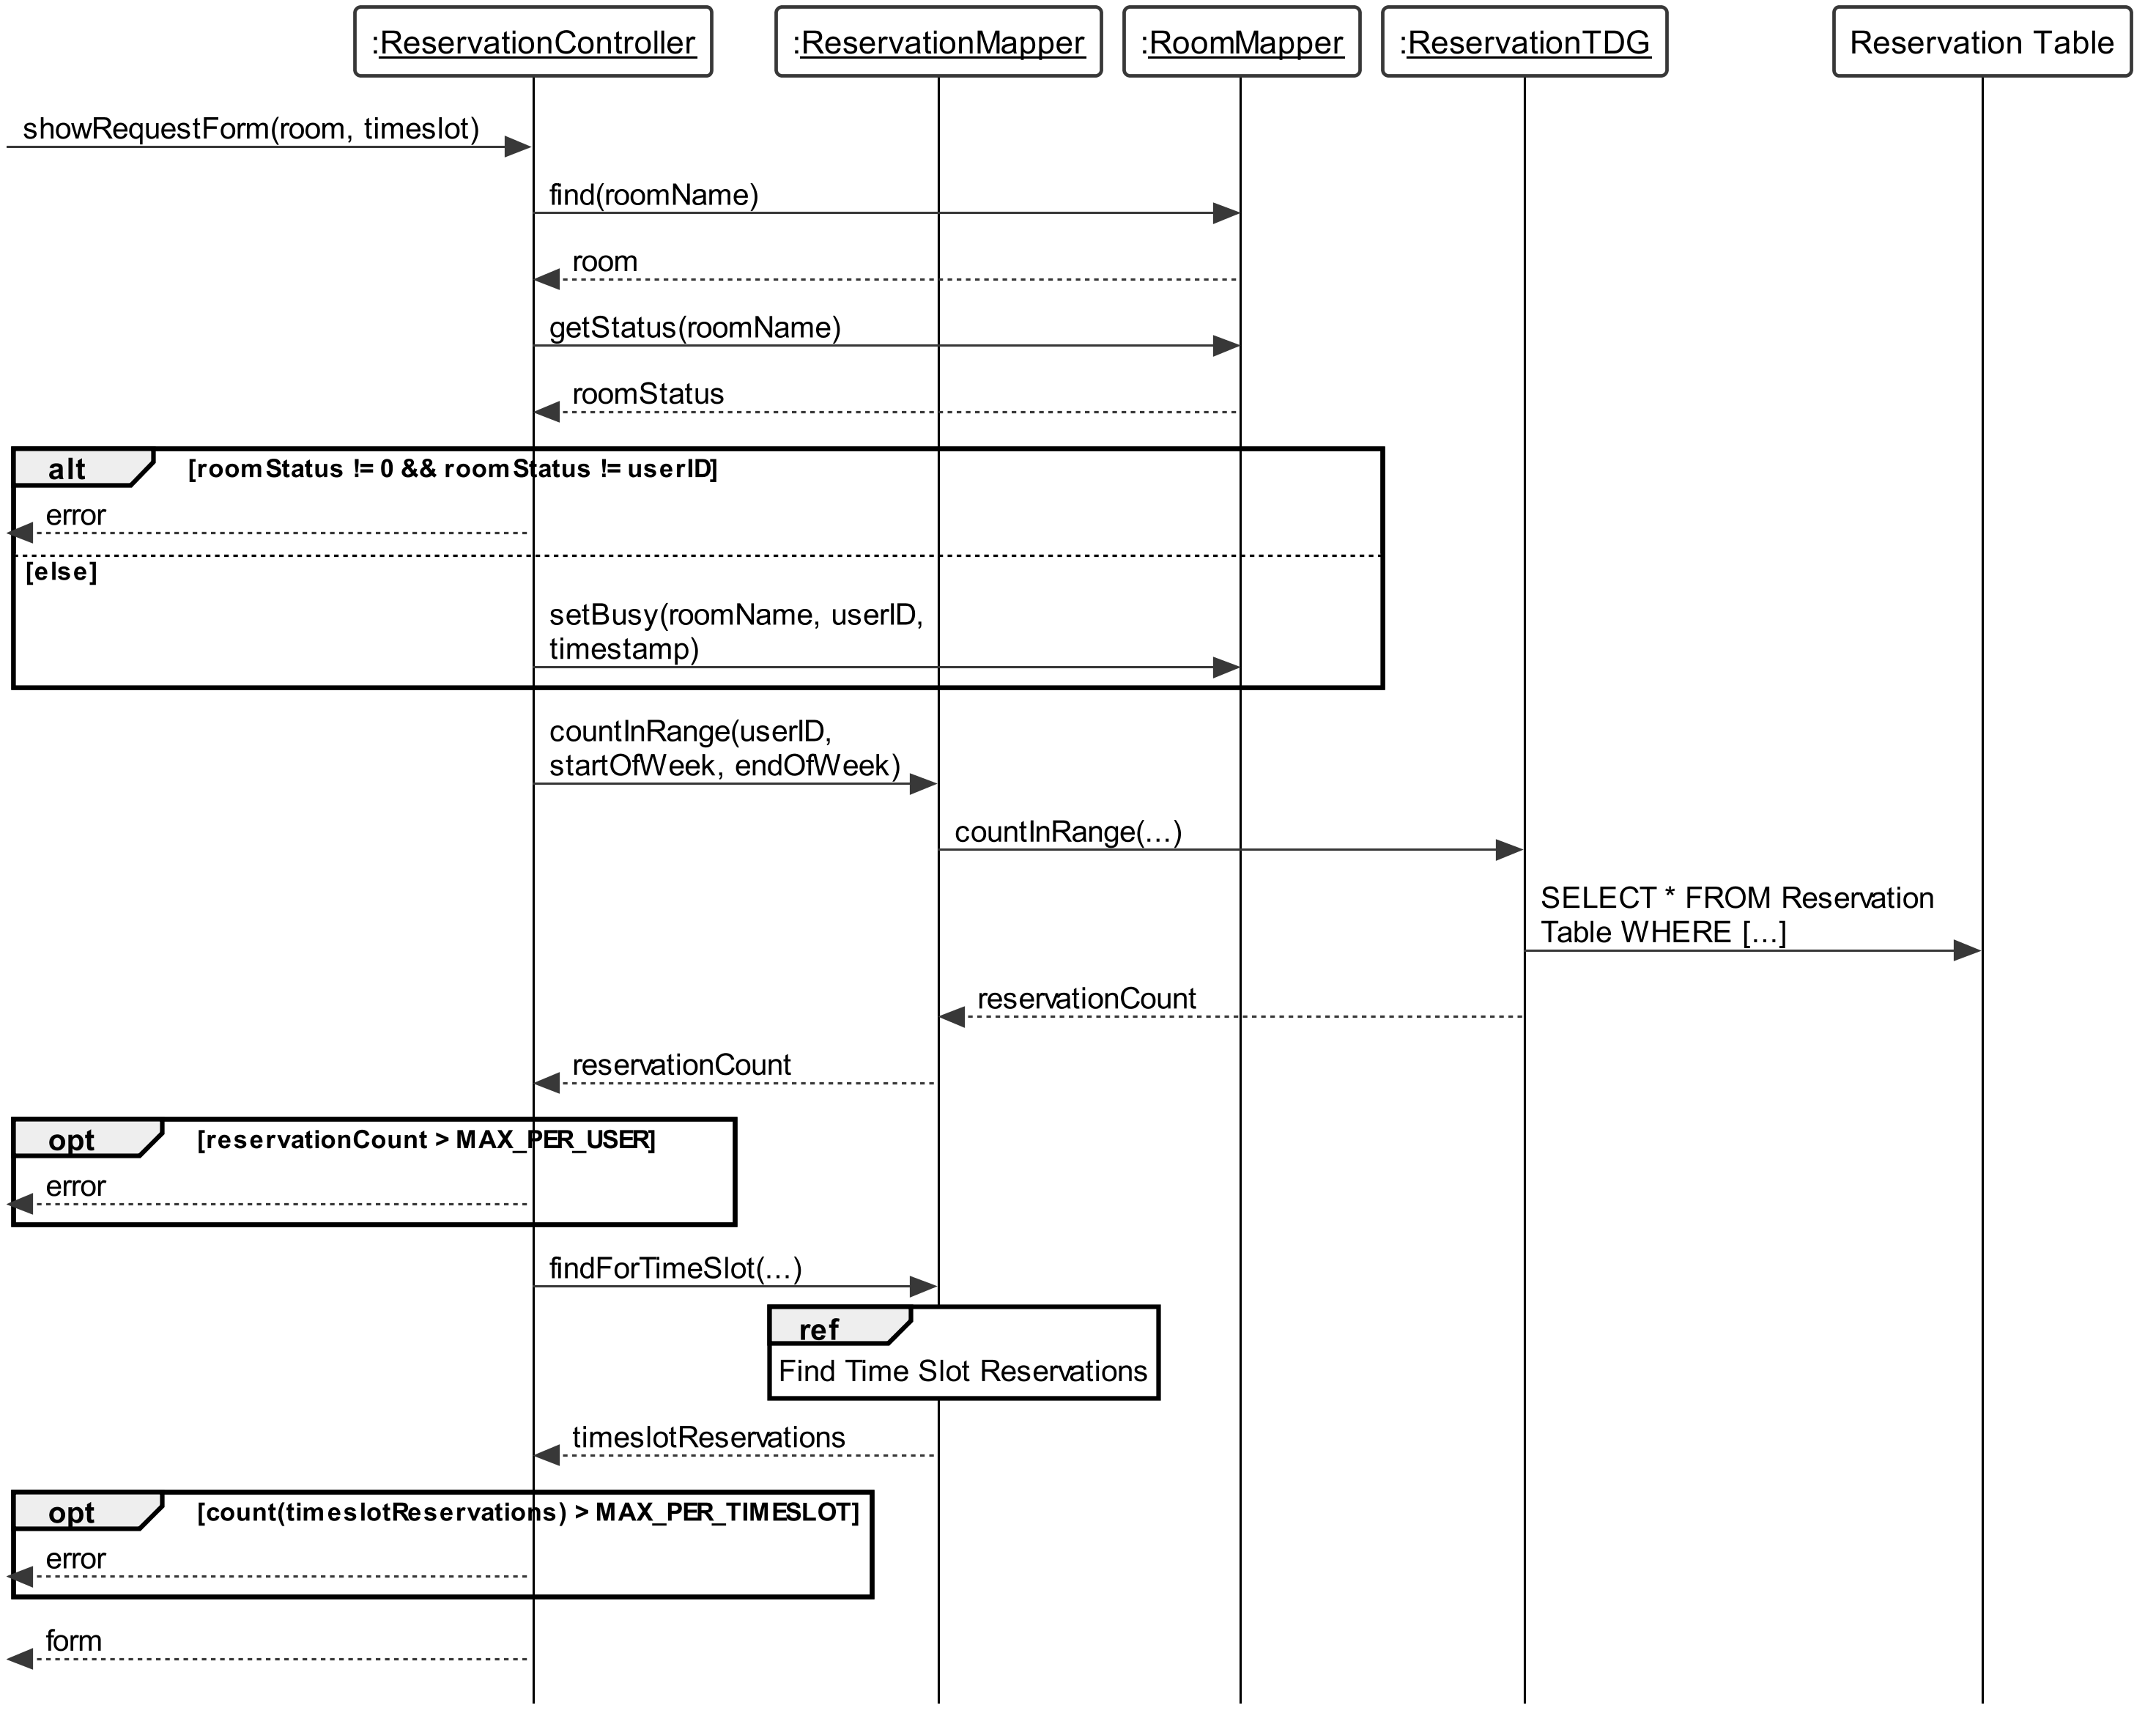 :ReservationController
:ReservationMapper
:RoomMapper
:ReservationTDG
Reservation Table
showRequestForm(room, timeslot)
find(roomName)
room
getStatus(roomName)
roomStatus
alt
[roomStatus != 0 && roomStatus != userID]
error
[else]
setBusy(roomName, userID,
timestamp)
countInRange(userID,
startOfWeek, endOfWeek)
countInRange(...)
SELECT * FROM Reservation
Table WHERE [...]
reservationCount
reservationCount
opt
[reservationCount > MAX_PER_USER]
error
findForTimeSlot(...)
ref
Find Time Slot Reservations
timeslotReservations
opt
[count(timeslotReservations) > MAX_PER_TIMESLOT]
error
form